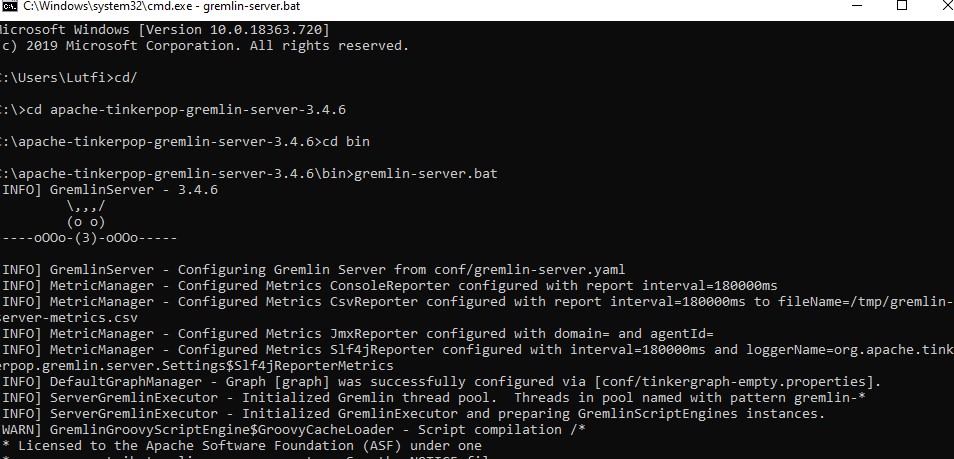 C:\Windows\system32\cmd.exe - gremlin-server.bat
Microsoft Windows [Version 10.0.18363.720]
c) 2019 Microsoft Corporation. All rights reserved.
:\Users\Lutfi>cd/
:\>cd apache-tinkerpop-gremlin-server-3.4.6
:\apache-tinkerpop-gremlin-server-3.4.6>cd bin
:\apache-tinkerpop-gremlin-server-3.4.6\bin>gremlin-server.bat
INFO] GremlinServer - 3.4.6
\,,,/
(o o)
----oOOo-(3)-oOOo-----
INFO] GremlinServer - Configuring Gremlin Server from conf/gremlin-server.yaml
INFO] MetricManager - Configured Metrics ConsoleReporter configured with report interval=180000ms
INFO] MetricManager - Configured Metrics CsvReporter configured with report interval=180000ms to fileName=/tmp/gremlin-
erver-metrics.csv
INFO] MetricManager - Configured Metrics JmxReporter configured with domain= and agentId=
INFO] MetricManager - Configured Metrics Slf4jReporter configured with interval=180000ms and loggerName=org.apache.tink
rpop.gremlin.server.Settings$Slf4jReporterMetrics
INFO] DefaultGraphManager - Graph [graph] was successfully configured via [conf/tinkergraph-empty.properties].
INFO] ServerGremlinExecutor - Initialized Gremlin thread pool.  Threads in pool named with pattern gremlin-*
INFO] ServerGremlinExecutor - Initialized GremlinExecutor and preparing GremlinScriptEngines instances.
WARN] GremlinGroovyScriptEngine$GroovyCacheLoader - Script compilation /*
* Licensed to the Apache Software Foundation (ASF) under one